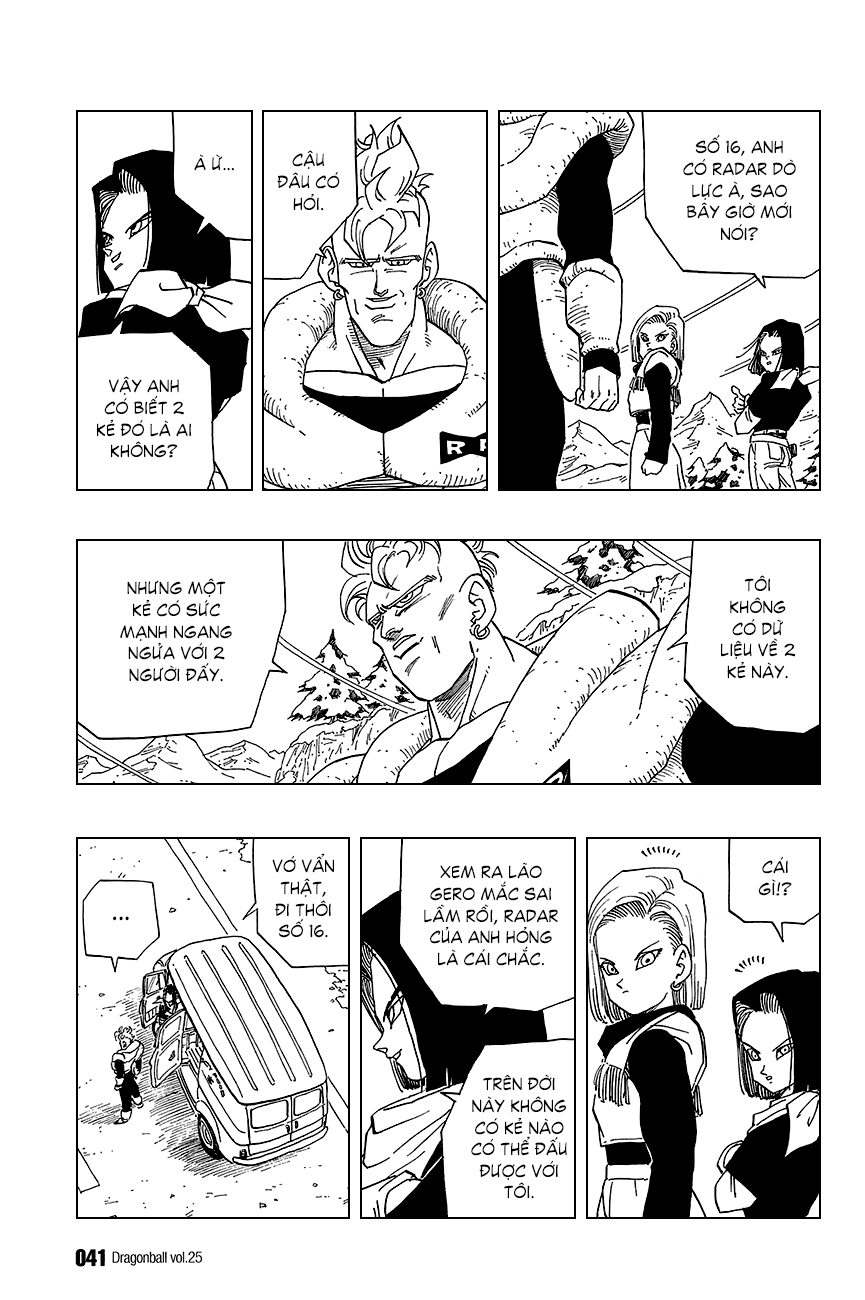 SỐ 16, ANH
CÓ RADAR DÒ
LỰC À, SAO
BÂY GIỜ MỚI
NÓI?
CẬU
ĐÂU CÓ
HỎI.
R R
À Ừ...
VẬY ANH
CÓ BIẾT 2
KẺ ĐÓ LÀ AI
KHÔNG?
TÔI
KHÔNG
CÓ DỮ
LIỆU VỀ 2
KẺ NÀY.
NHƯNG MỘT
KẺ CÓ SỨC
MẠNH NGANG
NGỬA VỚI 2
NGƯỜI ĐẤY.
CÁI
GÌ!?
XEM RA LÃO
GERO MẮC SAI
LẦM RỒI, RADAR
CỦA ANH HỎNG
LÀ CÁI CHẮC.
TRÊN ĐỜI
NÀY KHÔNG
CÓ KẺ NÀO
CÓ THỂ ĐẤU
ĐƯỢC VỚI
TÔI.
VỚ VẨN
THẬT,
ĐI THÔI
SỐ 16.
...
041 Dragonball vol.25